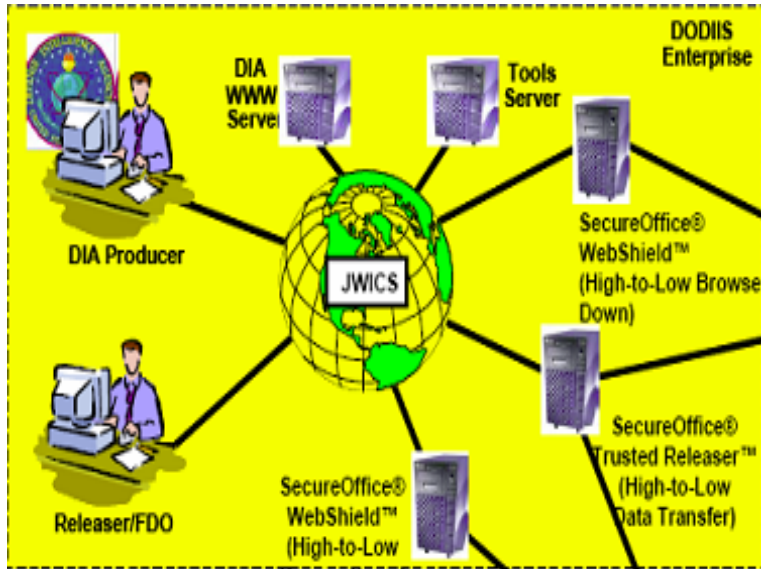 DODIIS
Enterprise
DIA
WWW
Server
Tools
Server
DIA Producer
JWICS
SecureOffice®
WebShield™
(High-to-Low Browse
Down)
Releaser/FDO
SecureOffice®
WebShield™
(High-to-Low
SecureOffice®
Trusted Releaser™
(High-to-Low
Data Transfer)